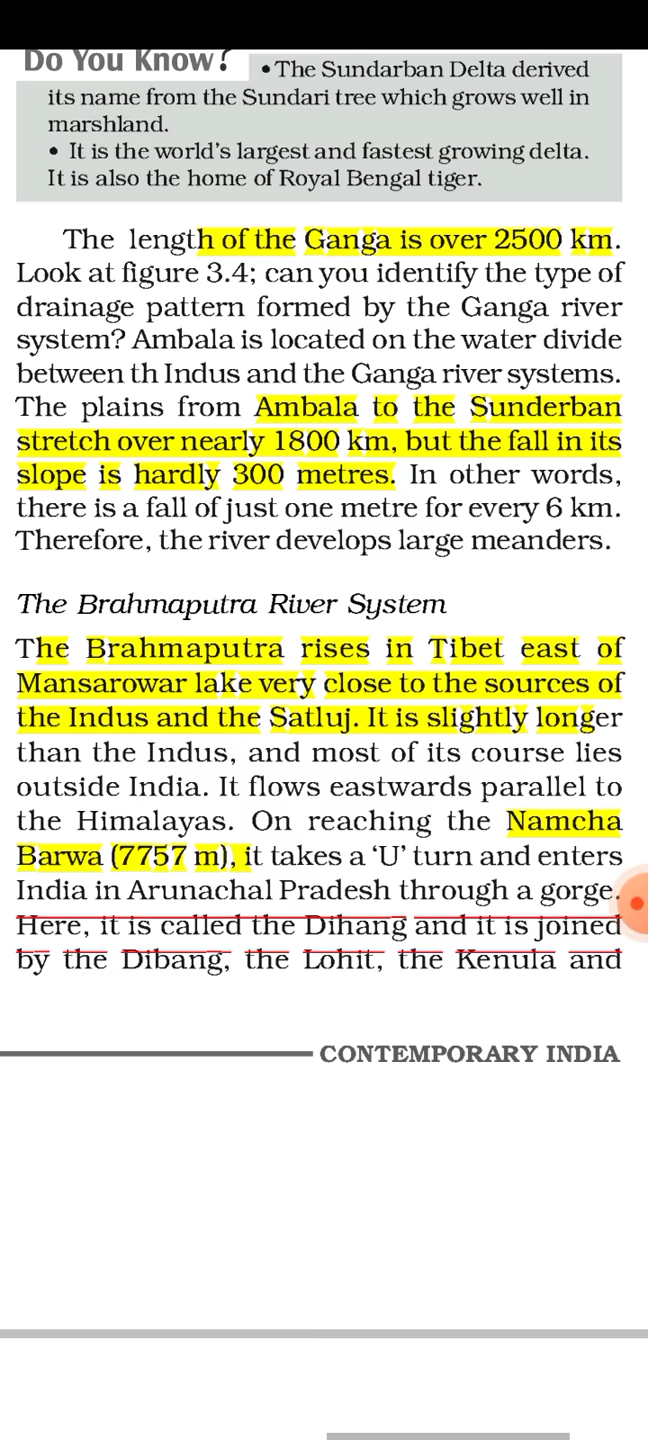 Do You Know?
• The Sundarban Delta derived
its name from the Sundari tree which grows well in
marshland.
• It is the world's largest and fastest growing delta.
It is also the home of Royal Bengal tiger.
The length of the Ganga is over 2500 km.
Look at figure 3.4; can you identify the type of
drainage pattern formed by the Ganga river
system? Ambala is located on the water divide
between th Indus and the Ganga river systems.
The plains from Ambala to the Sunderban
stretch over nearly 1800 km, but the fall in its
slope is hardly 300 metres. In other words,
there is a fall of just one metre for every 6 km.
Therefore, the river develops large meanders.
The Brahmaputra River System
The Brahmaputra rises in Tibet east of
Mansarowar lake very close to the sources of
the Indus and the Satluj. It is slightly longer
than the Indus, and most of its course lies
outside India. It flows eastwards parallel to
the Himalayas. On reaching the Namcha
Barwa (7757 m), it takes a ‘U’ turn and enters
India in Arunachal Pradesh through a gorge.
Here, it is called the Dihang and it is joined
by the Dibang, the Lohit, the Kenula and
CONTEMPORARY INDIA